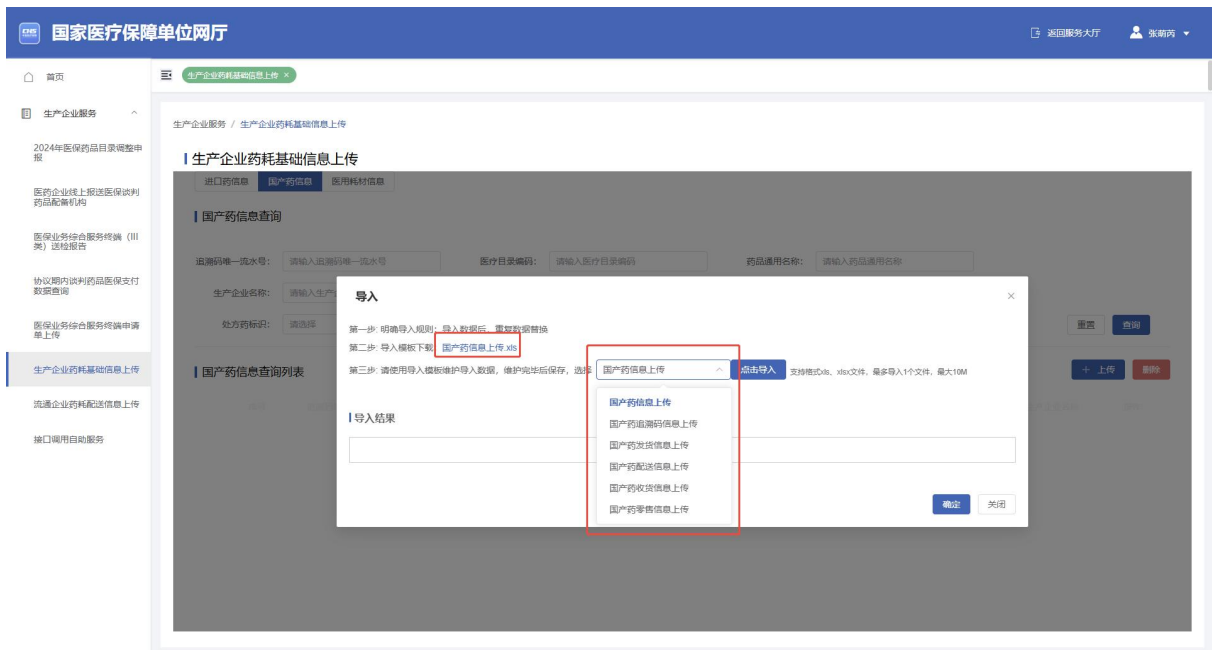 CHS 国家医疗保障单位网厅
返回服务大厅
张萌芮
首页
生产企业药耗基础信息上传 ×
生产企业服务
生产企业服务 / 生产企业药耗基础信息上传
2024年医保药品目录调整申
报
生产企业药耗基础信息上传
进口药信息 国产药信息 医用耗材信息
医药企业线上报送医保谈判
药品配备机构
国产药信息查询
医保业务综合服务终端（III
类）送检报告
追溯码唯一流水号： 请输入追溯码唯一流水号 医疗目录编码： 请输入医疗目录编码 药品通用名称： 请输入药品通用名称
协议期内谈判药品医保支付
数据查询
生产企业名称： 请输入生产
医保业务综合服务终端申请
单上传
处方药标识： 请选择
重置 查询
生产企业药耗基础信息上传
国产药信息查询列表
+ 上传 删除
流通企业药耗配送信息上传
接口调用自助服务
导入 ×
第一步: 明确导入规则：导入数据后，重复数据替换
第二步: 导入模板下载 国产药信息上传.xls
第三步: 请使用导入模板维护导入数据，维护完毕后保存，选择 国产药信息上传 点击导入 支持格式xls、xlsx文件，最多导入1个文件，最大10M
国产药信息上传
国产药追溯码信息上传
国产药发货信息上传
国产药配送信息上传
国产药收货信息上传
国产药零售信息上传
导入结果
确定 关闭